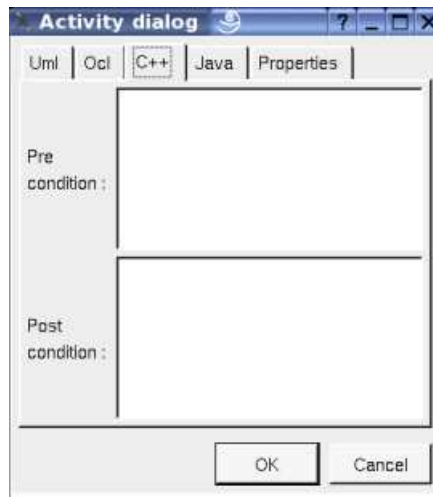 Activity dialog ?
Uml Ocl C++ Java Properties
Pre
condition :
Post
condition :
OK Cancel